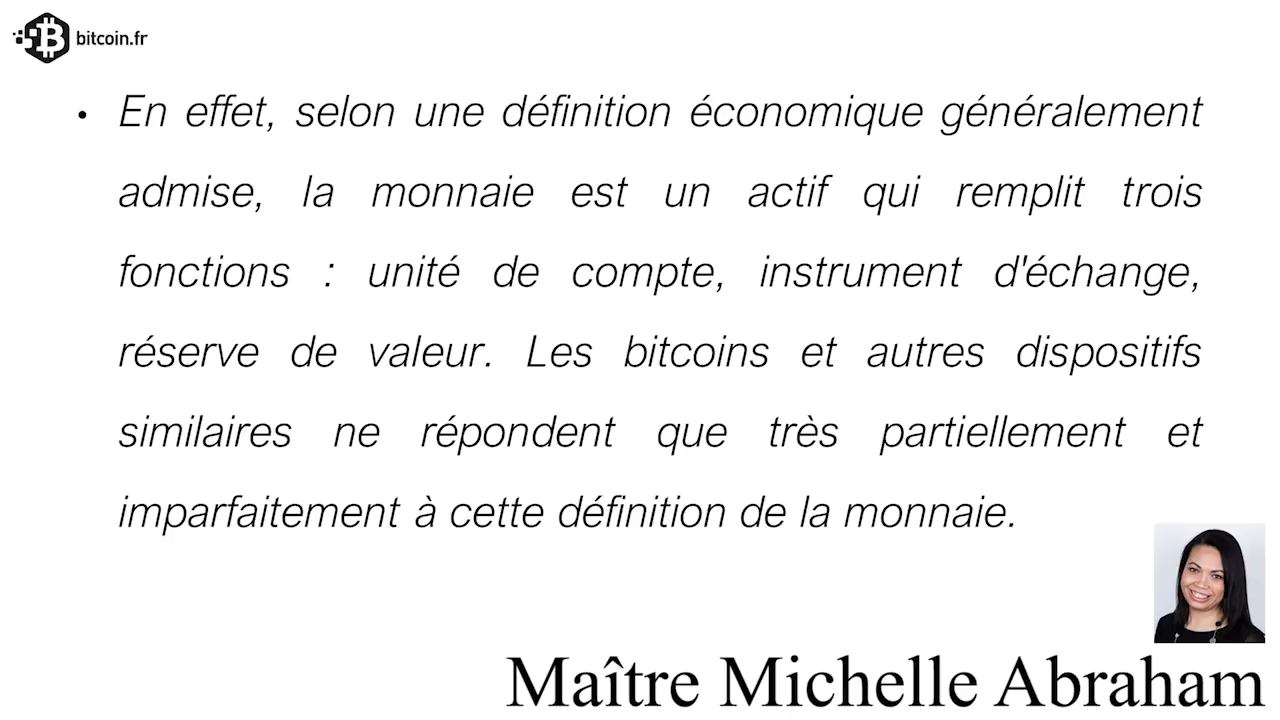 bitcoin.fr
• En effet, selon une définition économique généralement
admise, la monnaie est un actif qui remplit trois
fonctions : unité de compte, instrument d'échange,
réserve de valeur. Les bitcoins et autres dispositifs
similaires ne répondent que très partiellement et
imparfaitement à cette définition de la monnaie.
Maître Michelle Abraham